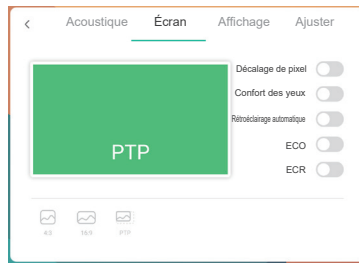 Acoustique Écran Affichage Ajuster
Décalage de pixel
Confort des yeux
Rétroéclairage automatique
PTP
ECO
ECR
4:3 16:9 PTP